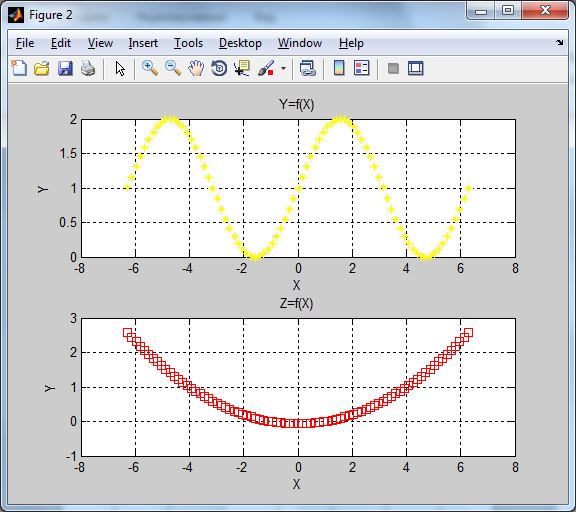 Figure 2
File Edit View Insert Tools Desktop Window Help
Y=f(X)
2
1.5
1
0.5
0
Y
-8 -6 -4 -2 0 2 4 6 8
X
Z=f(X)
3
2
1
0
-1
Y
-8 -6 -4 -2 0 2 4 6 8
X